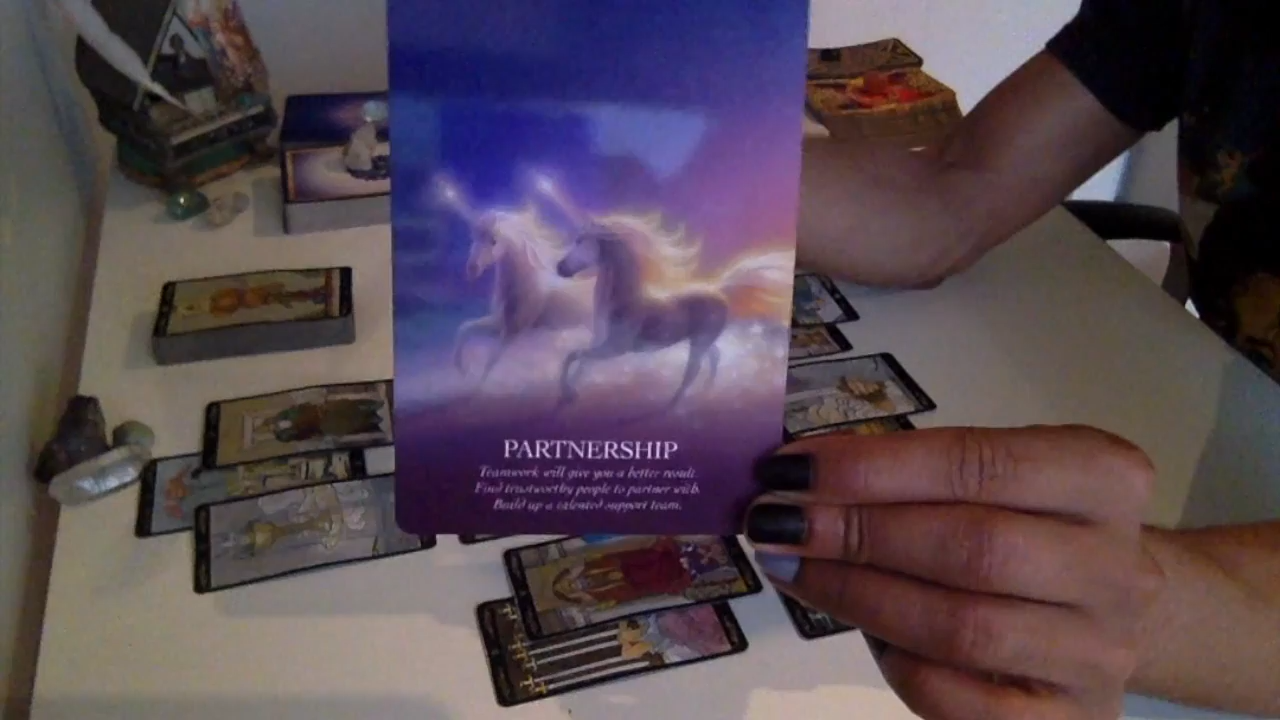 PARTNERSHIP
Teamwork will give you a better result.
Find trustworthy people to partner with.
Build up a talented support team.